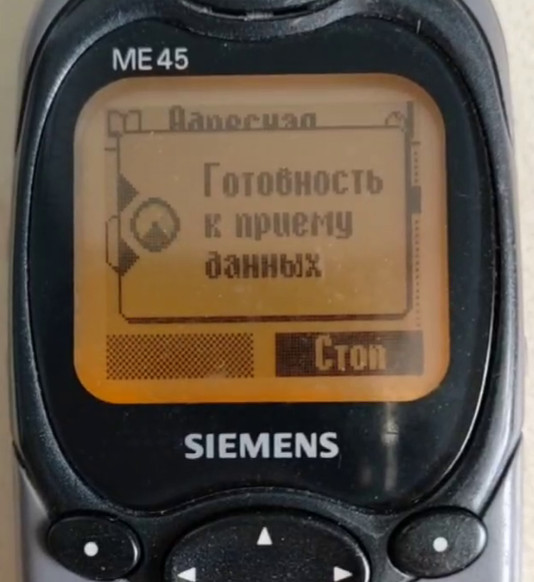 ME45
Адресная
Готовность
к приему
данных
Стоп
SIEMENS